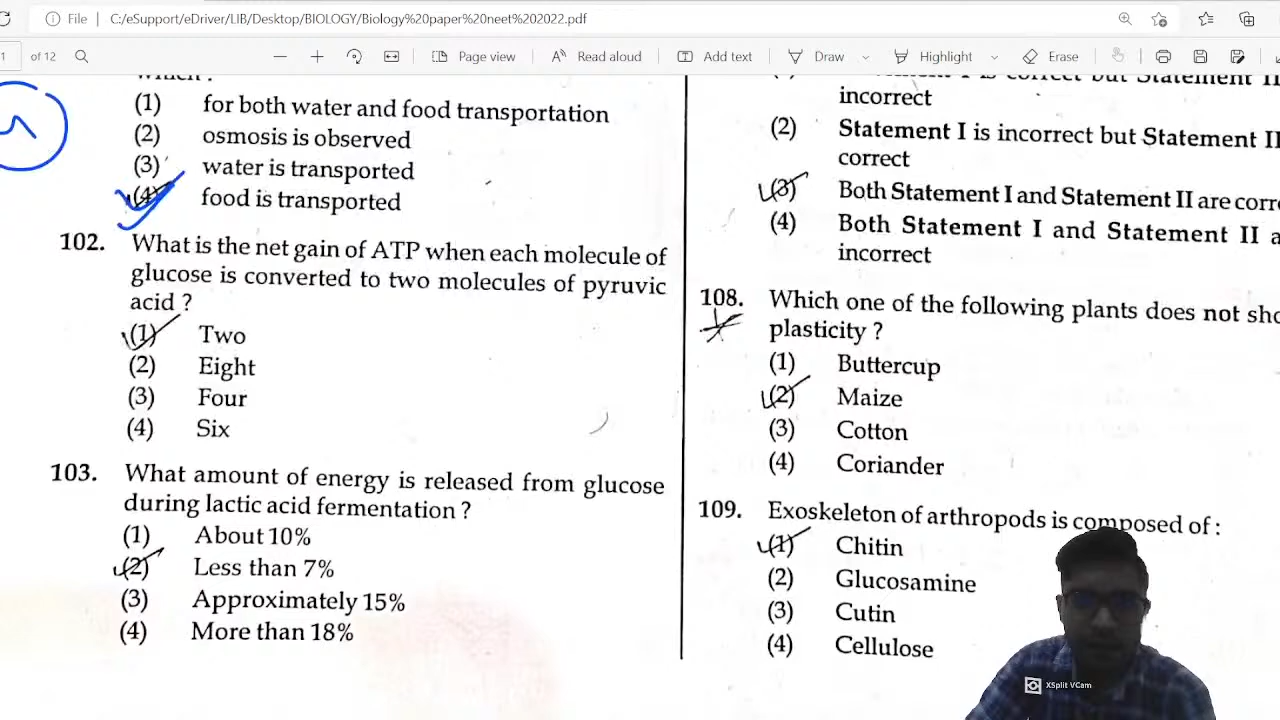 File
C:/eSupport/eDriver/LIB/Desktop/BIOLOGY/Biology%20paper%20neet%202022.pdf
1 of 12
Page view
Read aloud
Add text
Draw
Highlight
Erase
which :
(1) for both water and food transportation
(2) osmosis is observed
(3) water is transported
(4) food is transported
102. What is the net gain of ATP when each molecule of
glucose is converted to two molecules of pyruvic
acid ?
(1) Two
(2) Eight
(3) Four
(4) Six
103. What amount of energy is released from glucose
during lactic acid fermentation ?
(1) About 10%
(2) Less than 7%
(3) Approximately 15%
(4) More than 18%
I is correct but Statement II
incorrect
(2) Statement I is incorrect but Statement II
correct
(3) Both Statement I and Statement II are corre
(4) Both Statement I and Statement II a
incorrect
108. Which one of the following plants does not sho
plasticity ?
(1) Buttercup
(2) Maize
(3) Cotton
(4) Coriander
109. Exoskeleton of arthropods is composed of :
(1) Chitin
(2) Glucosamine
(3) Cutin
(4) Cellulose
XSplit VCam